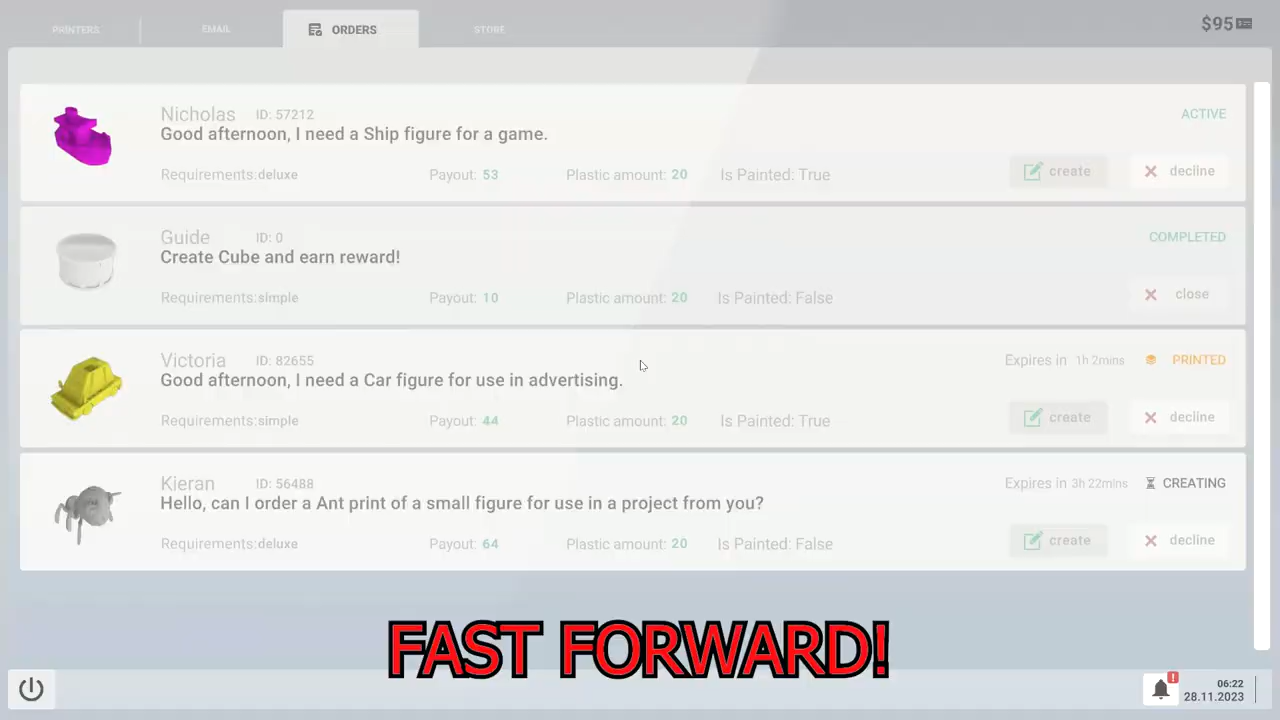 PRINTERS EMAIL ORDERS STORE $95
Nicholas ID: 57212 ACTIVE
Good afternoon, I need a Ship figure for a game.
Requirements:deluxe Payout: 53 Plastic amount: 20 Is Painted: True create decline
Guide ID: 0 COMPLETED
Create Cube and earn reward!
Requirements:simple Payout: 10 Plastic amount: 20 Is Painted: False close
Victoria ID: 82655 Expires in 1h 2mins PRINTED
Good afternoon, I need a Car figure for use in advertising.
Requirements:simple Payout: 44 Plastic amount: 20 Is Painted: True create decline
Kieran ID: 56488 Expires in 3h 22mins CREATING
Hello, can I order a Ant print of a small figure for use in a project from you?
Requirements:deluxe Payout: 64 Plastic amount: 20 Is Painted: False create decline
FAST FORWARD!
06:22
28.11.2023